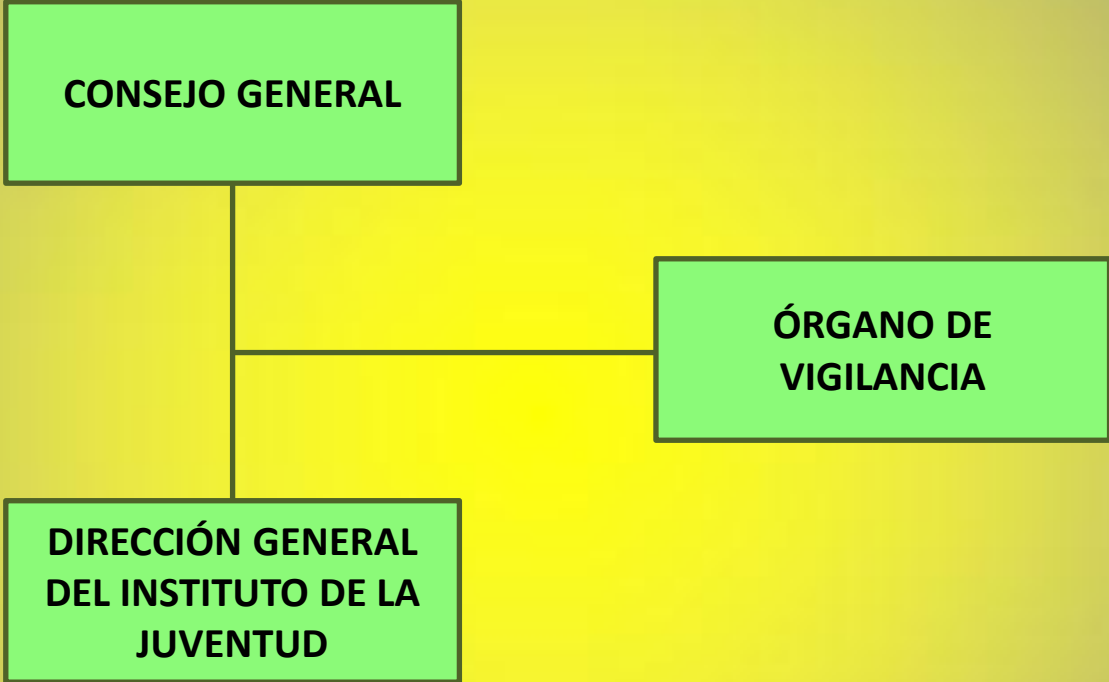 CONSEJO GENERAL
ÓRGANO DE
VIGILANCIA
DIRECCIÓN GENERAL
DEL INSTITUTO DE LA
JUVENTUD